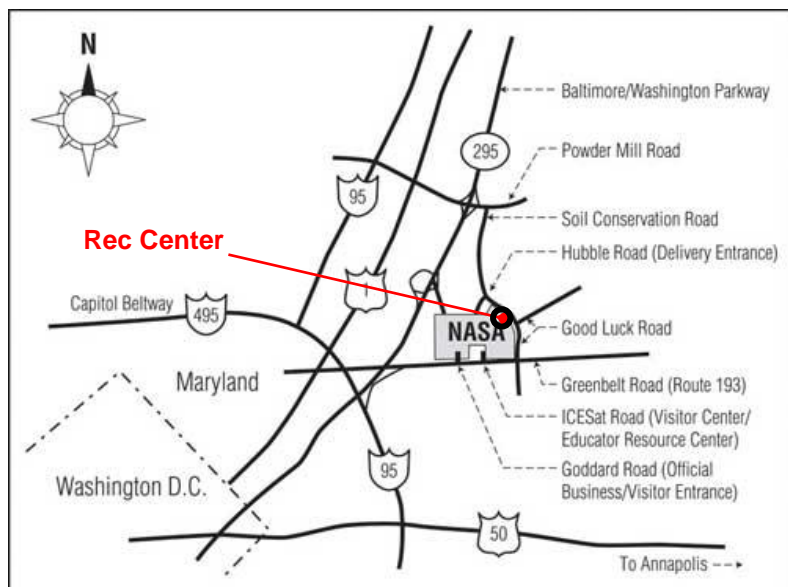 N
Baltimore/Washington Parkway
295
Powder Mill Road
95
Soil Conservation Road
Rec Center
Hubble Road (Delivery Entrance)
1
Capitol Beltway
495
NASA
Good Luck Road
Maryland
Greenbelt Road (Route 193)
ICESat Road (Visitor Center/
Educator Resource Center)
95
Goddard Road (Official
Business/Visitor Entrance)
Washington D.C.
50
To Annapolis